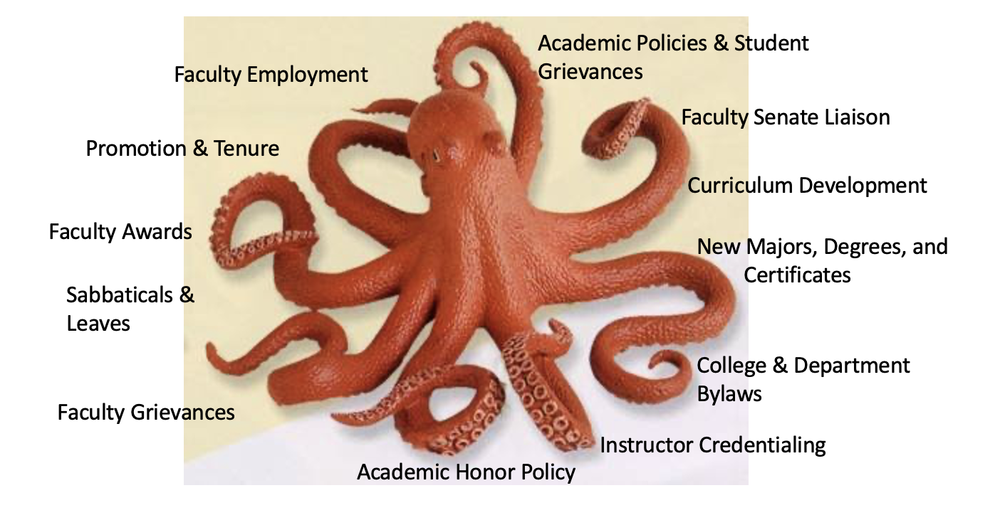 Academic Policies & Student
Grievances
Faculty Employment
Faculty Senate Liaison
Promotion & Tenure
Curriculum Development
Faculty Awards
New Majors, Degrees, and
Certificates
Sabbaticals &
Leaves
College & Department
Bylaws
Faculty Grievances
Instructor Credentialing
Academic Honor Policy